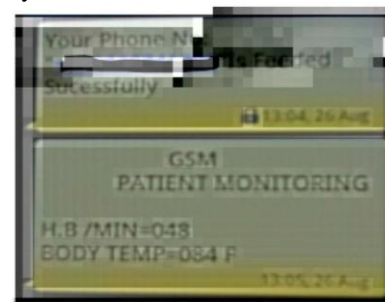 Your Phone N
Is Feeded
Sucessfully
13:04, 26 Aug
GSM
PATIENT MONITORING
H.B /MIN=048
BODY TEMP=084 F
13:05, 26 Aug